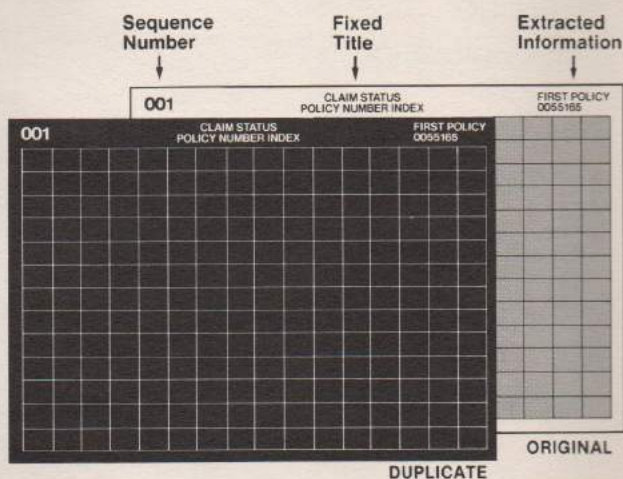 Sequence Number
Fixed Title
Extracted Information
001
CLAIM STATUS
POLICY NUMBER INDEX
FIRST POLICY
0055165
001
CLAIM STATUS
POLICY NUMBER INDEX
FIRST POLICY
0055165
ORIGINAL
DUPLICATE